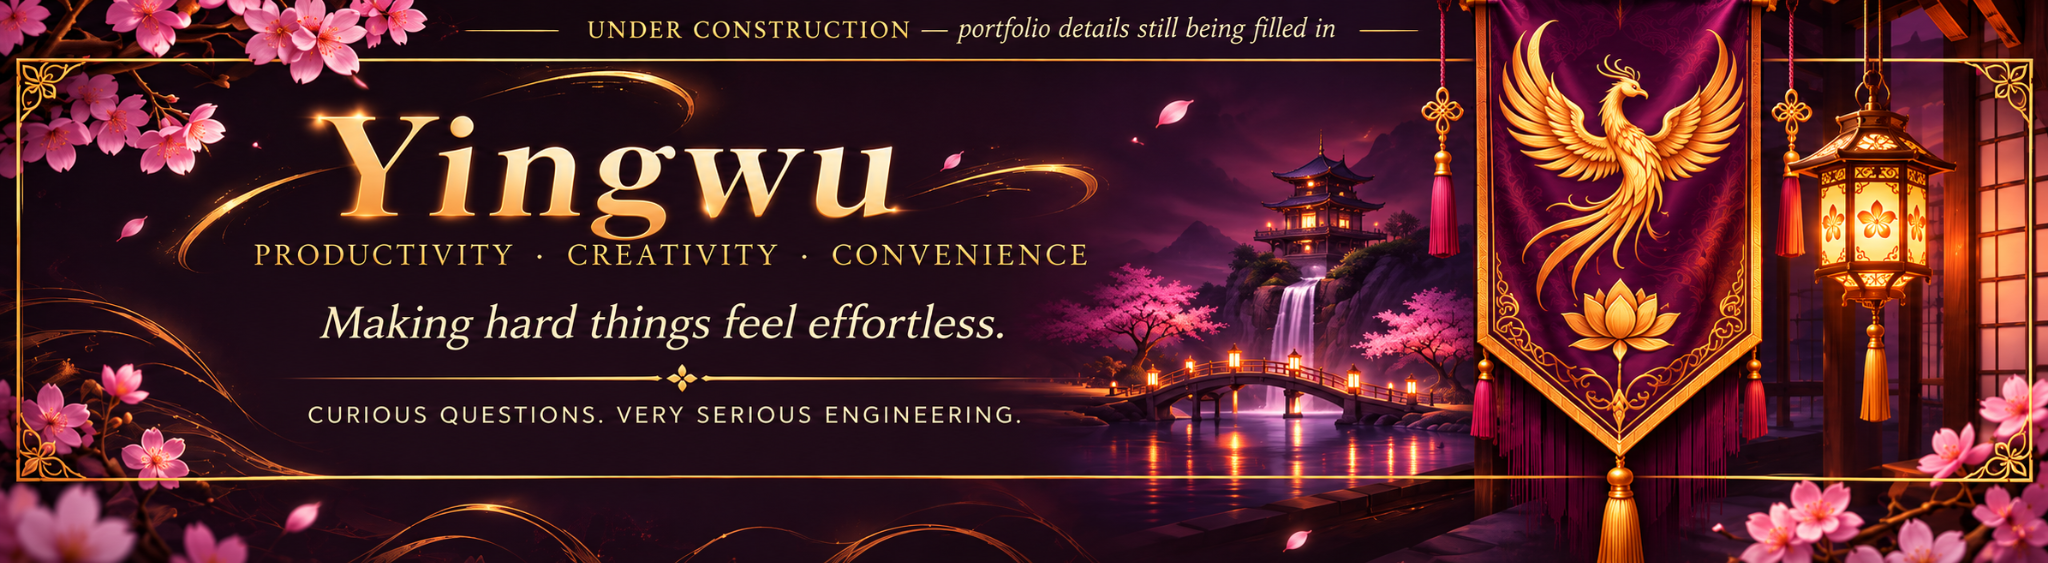 UNDER CONSTRUCTION — portfolio details still being filled in
Yingwu
PRODUCTIVITY · CREATIVITY · CONVENIENCE
Making hard things feel effortless.
CURIOUS QUESTIONS. VERY SERIOUS ENGINEERING.